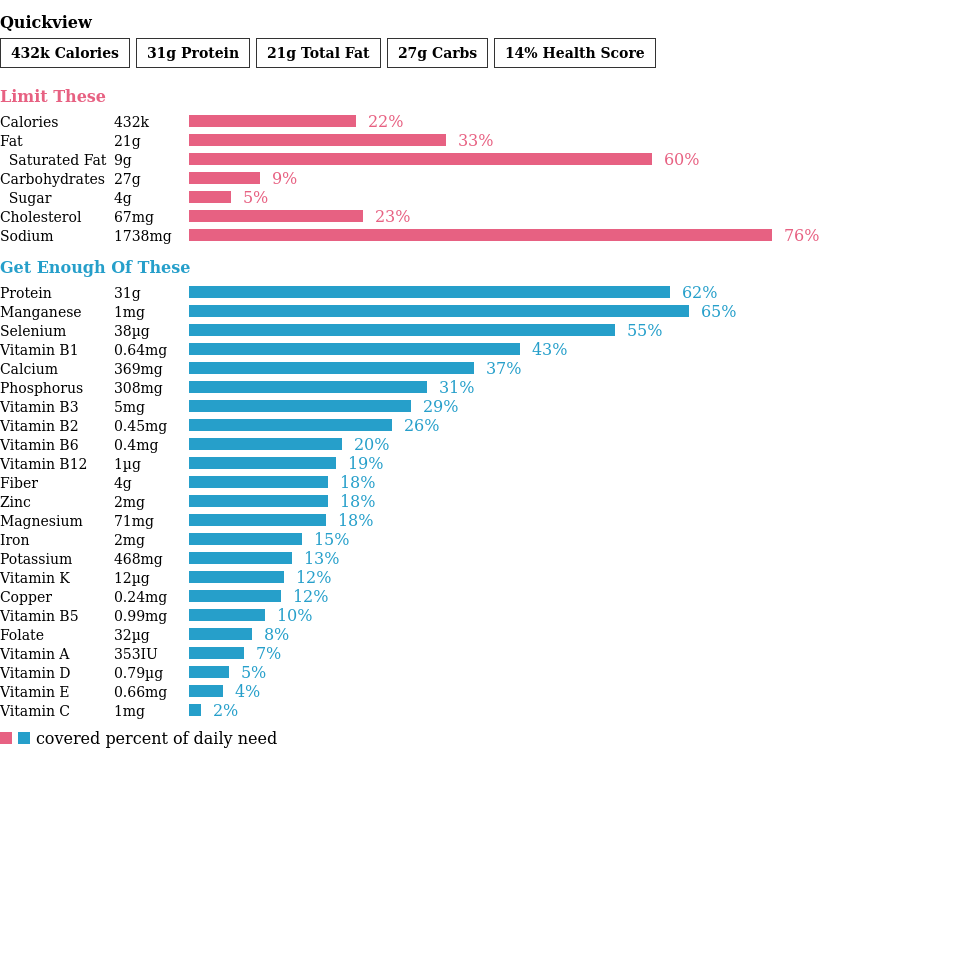 Quickview
432k Calories 31g Protein 21g Total Fat 27g Carbs 14% Health Score
Limit These
Calories 432k 22%
Fat 21g 33%
Saturated Fat 9g 60%
Carbohydrates 27g 9%
Sugar 4g 5%
Cholesterol 67mg 23%
Sodium 1738mg 76%
Get Enough Of These
Protein 31g 62%
Manganese 1mg 65%
Selenium 38µg 55%
Vitamin B1 0.64mg 43%
Calcium 369mg 37%
Phosphorus 308mg 31%
Vitamin B3 5mg 29%
Vitamin B2 0.45mg 26%
Vitamin B6 0.4mg 20%
Vitamin B12 1µg 19%
Fiber 4g 18%
Zinc 2mg 18%
Magnesium 71mg 18%
Iron 2mg 15%
Potassium 468mg 13%
Vitamin K 12µg 12%
Copper 0.24mg 12%
Vitamin B5 0.99mg 10%
Folate 32µg 8%
Vitamin A 353IU 7%
Vitamin D 0.79µg 5%
Vitamin E 0.66mg 4%
Vitamin C 1mg 2%
covered percent of daily need